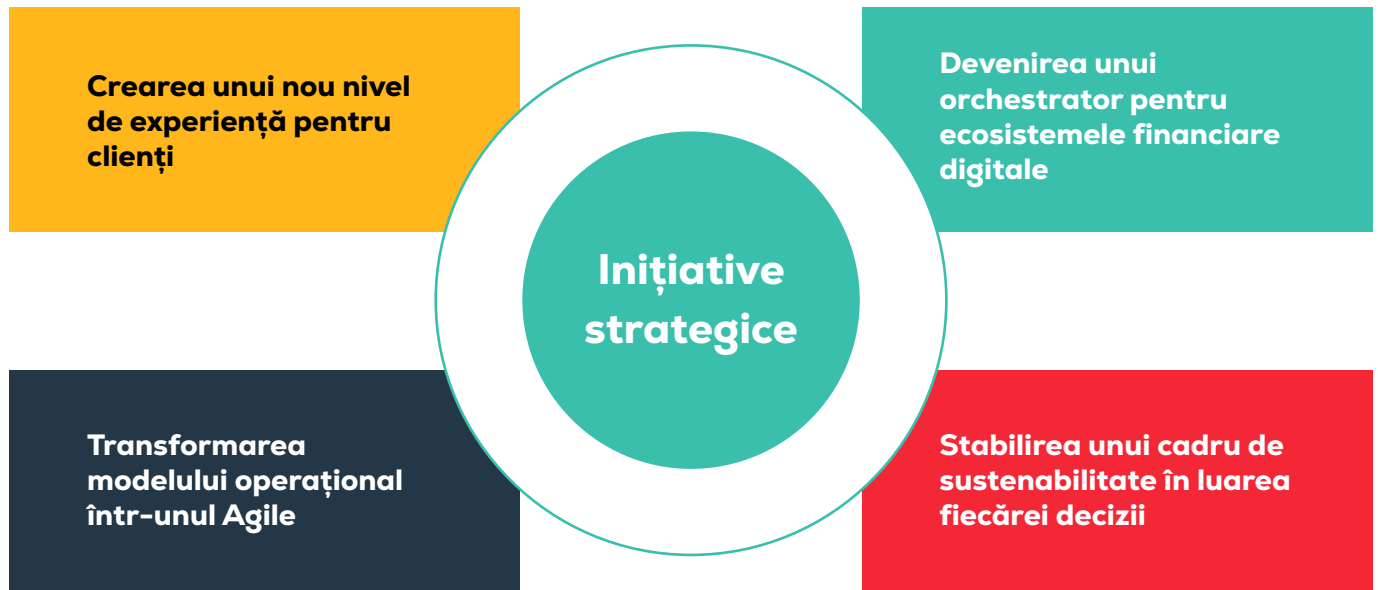 Crearea unui nou nivel
de experiență pentru
clienți
Devenirea unui
orchestrator pentru
ecosistemele financiare
digitale
Inițiative
strategice
Transformarea
modelului operațional
într-unul Agile
Stabilirea unui cadru de
sustenabilitate în luarea
fiecărei decizii